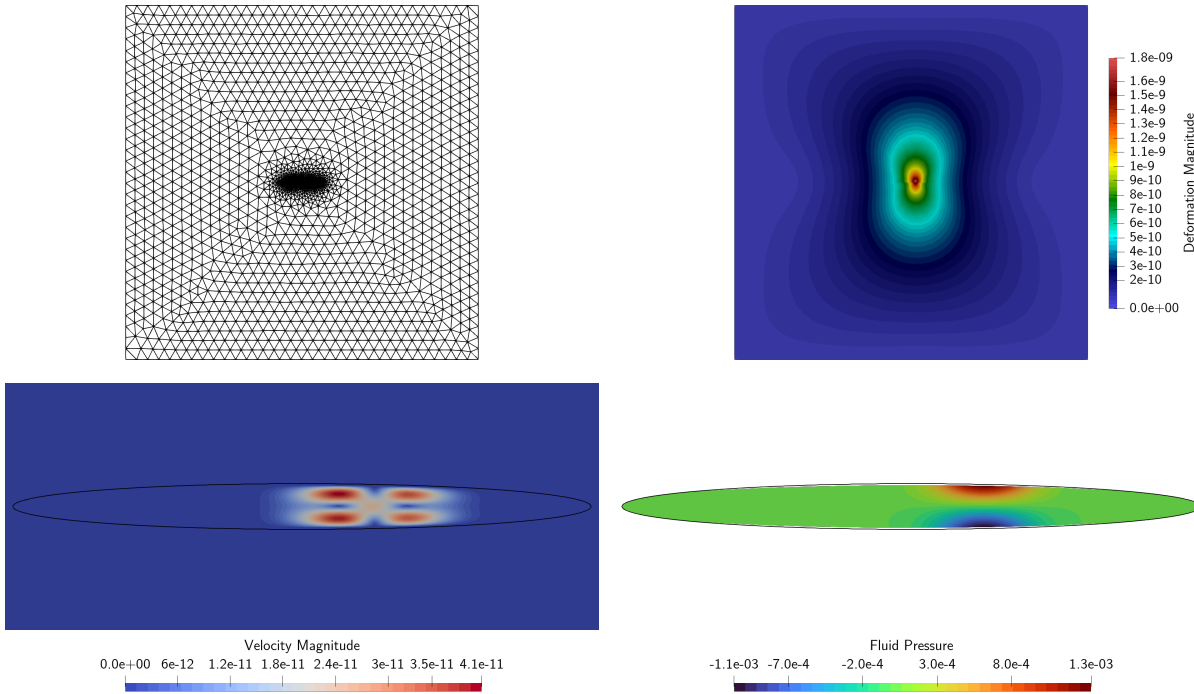 1.8e-09
1.6e-9
1.5e-9
1.4e-9
1.3e-9
1.2e-9
1.1e-9
1e-9
9e-10
8e-10
7e-10
6e-10
5e-10
4e-10
3e-10
2e-10
0.0e+00
Deformation Magnitude
Velocity Magnitude
0.0e+00 6e-12 1.2e-11 1.8e-11 2.4e-11 3e-11 3.5e-11 4.1e-11
Fluid Pressure
-1.1e-03 -7.0e-4 -2.0e-4 3.0e-4 8.0e-4 1.3e-03